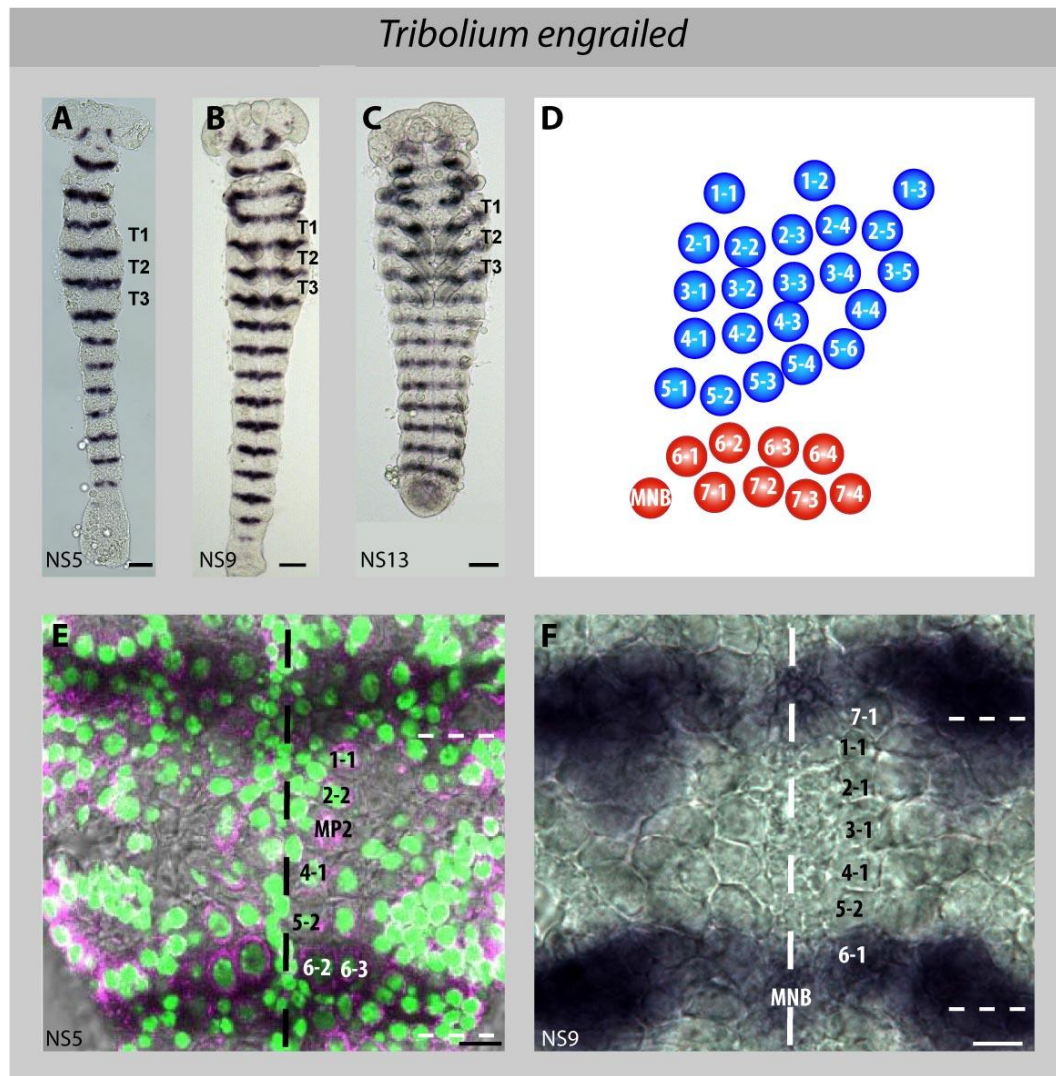 Tribolium engrailed
A
T1
T2
T3
NS5
B
T1
T2
T3
NS9
C
T1
T2
T3
NS13
D
1-1 1-2 1-3
2-1 2-2 2-3 2-4 2-5
3-1 3-2 3-3 3-4 3-5
4-1 4-2 4-3 4-4
5-1 5-2 5-3 5-4 5-6
6-1 6-2 6-3 6-4
MNB 7-1 7-2 7-3 7-4
E
1-1
2-2
MP2
4-1
5-2
6-2 6-3
NS5
F
7-1
1-1
2-1
3-1
4-1
5-2
6-1
MNB
NS9